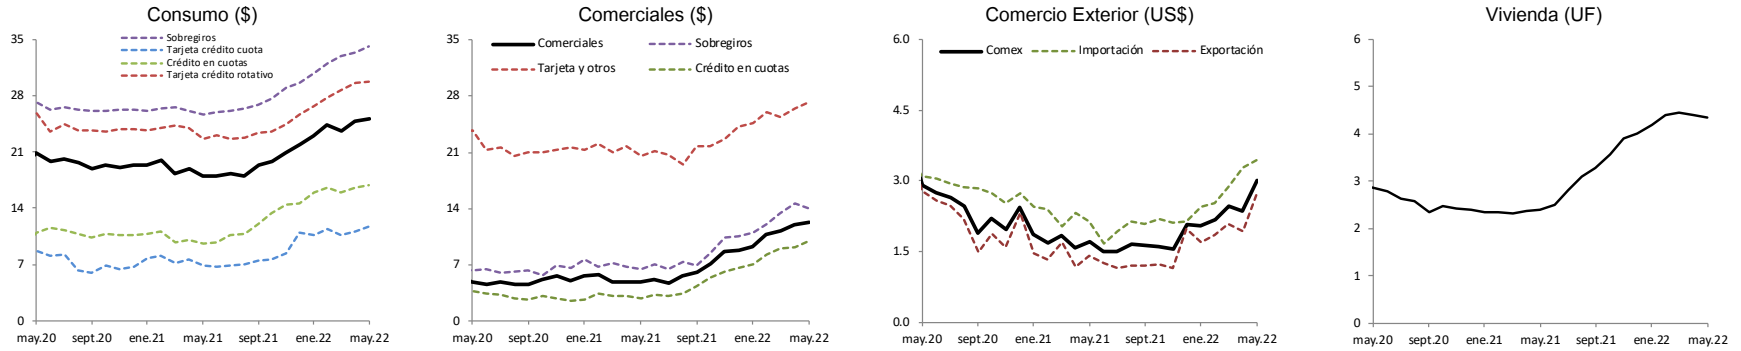 Consumo ($)
35
28
21
14
7
0
Sobregiros
Tarjeta crédito cuota
Crédito en cuotas
Tarjeta crédito rotativo
may.20 sept.20 ene.21 may.21 sept.21 ene.22 may.22
Comerciales ($)
35
28
21
14
7
0
Comerciales Sobregiros
Tarjeta y otros Crédito en cuotas
may.20 sept.20 ene.21 may.21 sept.21 ene.22 may.22
Comercio Exterior (US$)
6.0
4.5
3.0
1.5
0.0
Comex Importación Exportación
may.20 sept.20 ene.21 may.21 sept.21 ene.22 may.22
Vivienda (UF)
6
5
4
3
2
1
0
may.20 sept.20 ene.21 may.21 sept.21 ene.22 may.22